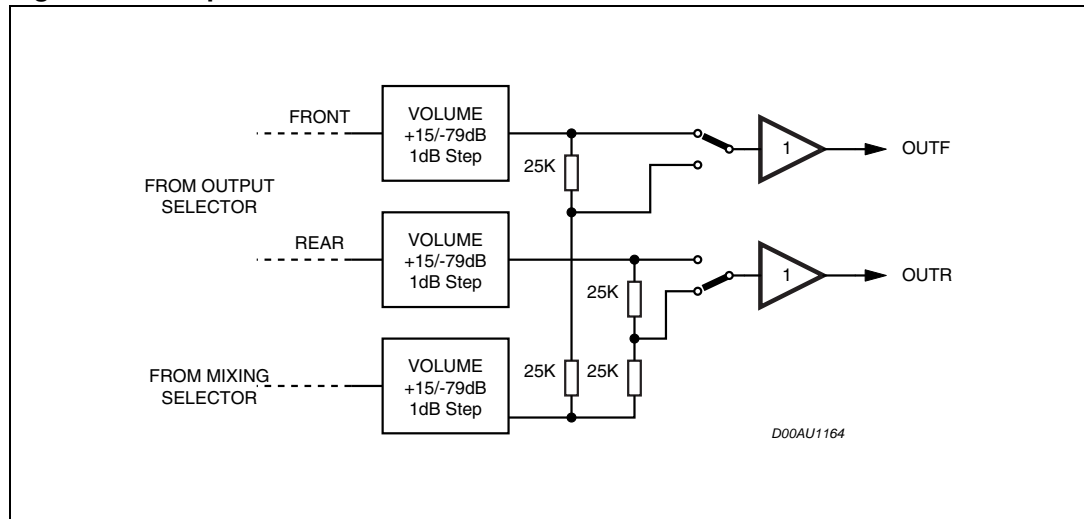 FRONT
VOLUME
+15/-79dB
1dB Step
25K
1
OUTF
FROM OUTPUT
SELECTOR
REAR
VOLUME
+15/-79dB
1dB Step
25K
1
OUTR
FROM MIXING
SELECTOR
VOLUME
+15/-79dB
1dB Step
25K
25K
D00AU1164